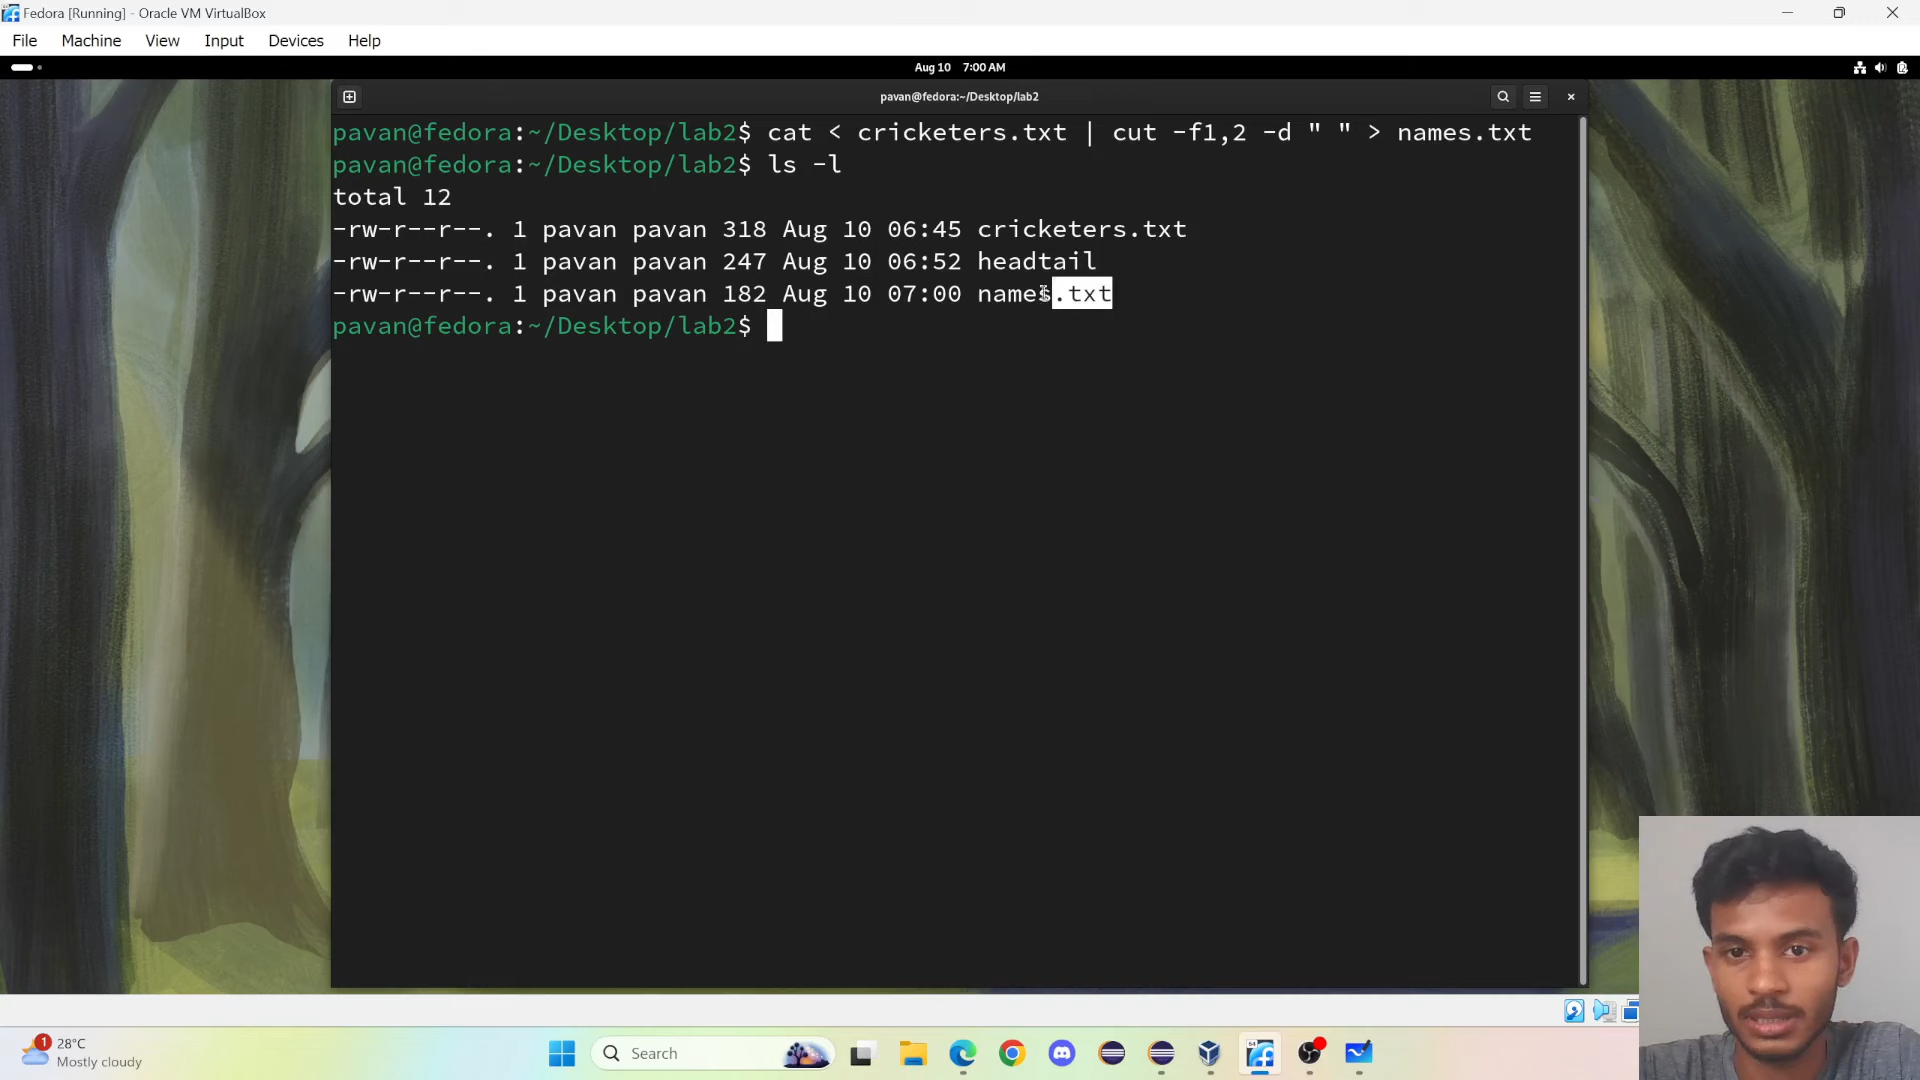 Fedora [Running] - Oracle VM VirtualBox
File Machine View Input Devices Help
Aug 10 7:00 AM
pavan@fedora:~/Desktop/lab2
pavan@fedora:~/Desktop/lab2$ cat < cricketers.txt | cut -f1,2 -d " " > names.txt
pavan@fedora:~/Desktop/lab2$ ls -l
total 12
-rw-r--r--. 1 pavan pavan 318 Aug 10 06:45 cricketers.txt
-rw-r--r--. 1 pavan pavan 247 Aug 10 06:52 headtail
-rw-r--r--. 1 pavan pavan 182 Aug 10 07:00 names.txt
pavan@fedora:~/Desktop/lab2$
1
28°C
Mostly cloudy
Search
64